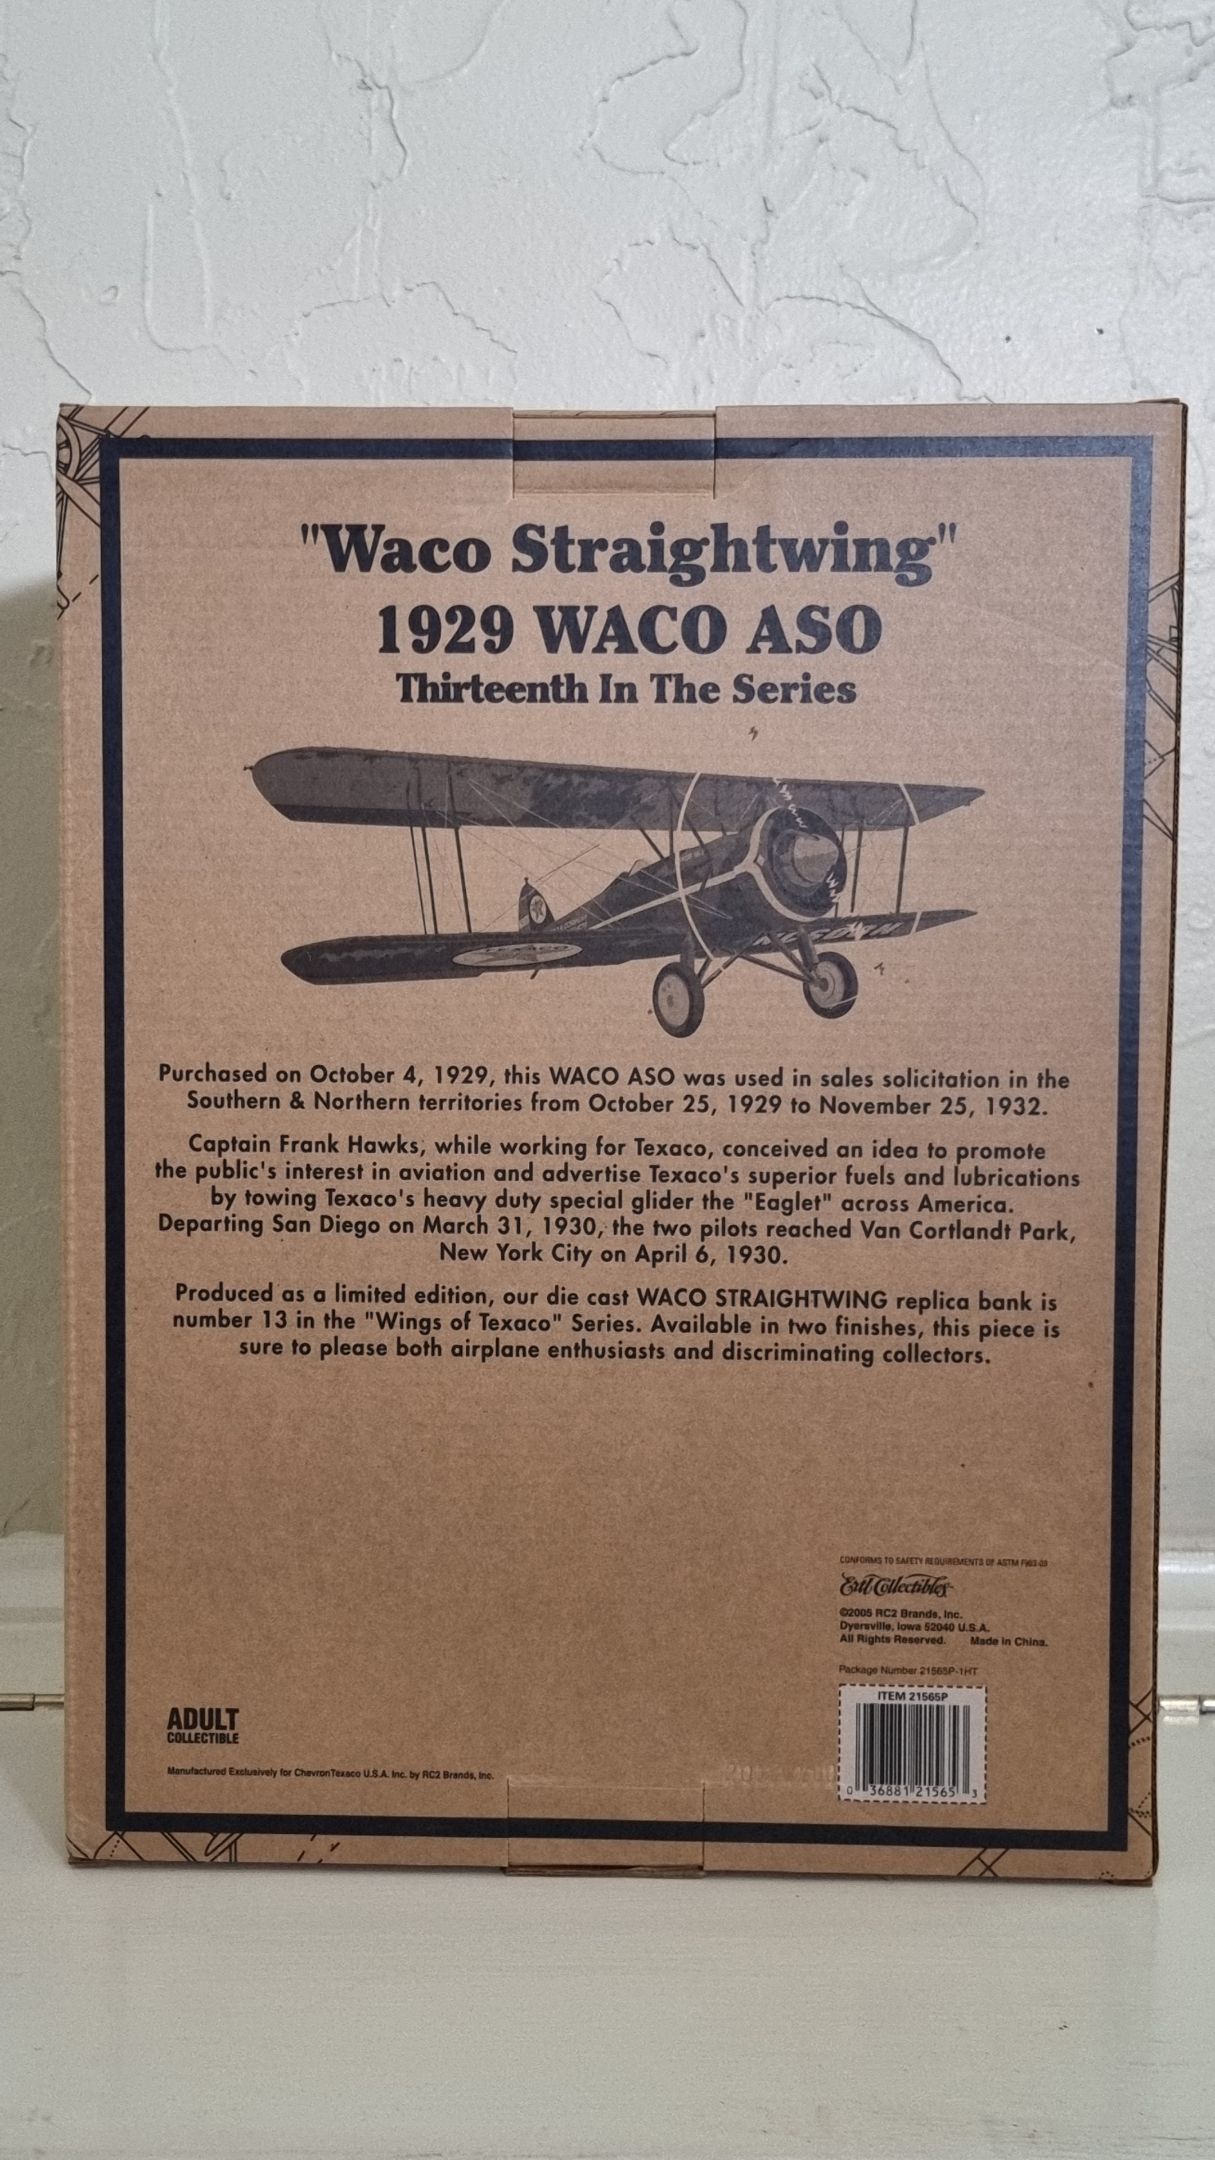 "Waco Straightwing"
1929 WACO ASO
Thirteenth In The Series
TEXACO
Purchased on October 4, 1929, this WACO ASO was used in sales solicitation in the
Southern & Northern territories from October 25, 1929 to November 25, 1932.
Captain Frank Hawks, while working for Texaco, conceived an idea to promote
the public's interest in aviation and advertise Texaco's superior fuels and lubrications
by towing Texaco's heavy duty special glider the "Eaglet" across America.
Departing San Diego on March 31, 1930, the two pilots reached Van Cortlandt Park,
New York City on April 6, 1930.
Produced as a limited edition, our die cast WACO STRAIGHTWING replica bank is
number 13 in the "Wings of Texaco" Series. Available in two finishes, this piece is
sure to please both airplane enthusiasts and discriminating collectors.
CONFORMS TO SAFETY REQUIREMENTS OF ASTM F963-03
Ertl Collectibles
©2005 RC2 Brands, Inc.
Dyersville, Iowa 52040 U.S.A.
All Rights Reserved. Made in China.
Package Number 21565P-1HT
ITEM 21565P
0 36881 21565 3
ADULT
COLLECTIBLE
Manufactured Exclusively for ChevronTexaco U.S.A. Inc. by RC2 Brands, Inc.